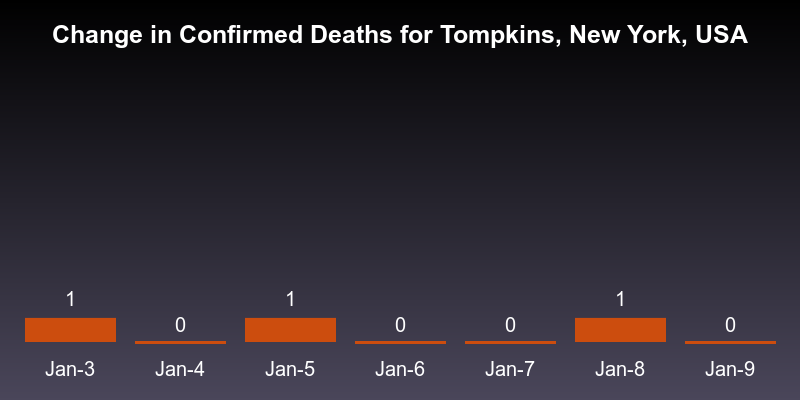 Change in Confirmed Deaths for Tompkins, New York, USA
1 0 1 0 0 1 0
Jan-3 Jan-4 Jan-5 Jan-6 Jan-7 Jan-8 Jan-9